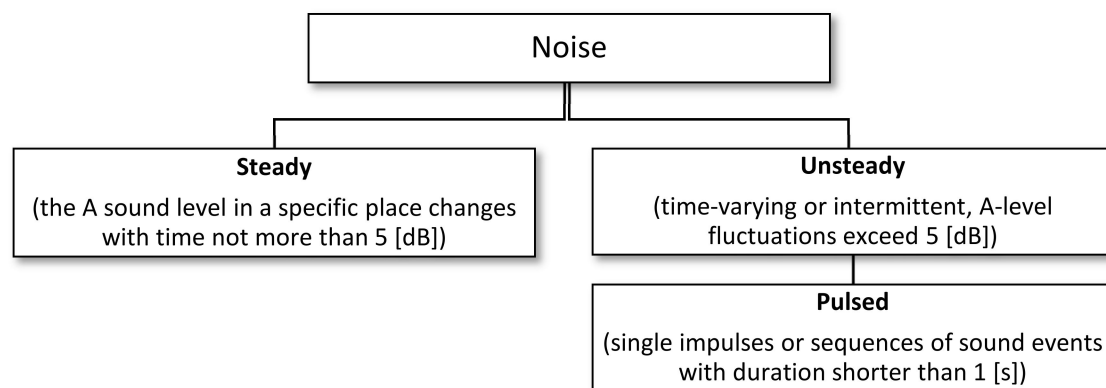 Noise
Steady
(the A sound level in a specific place changes
with time not more than 5 [dB])
Unsteady
(time-varying or intermittent, A-level
fluctuations exceed 5 [dB])
Pulsed
(single impulses or sequences of sound events
with duration shorter than 1 [s])